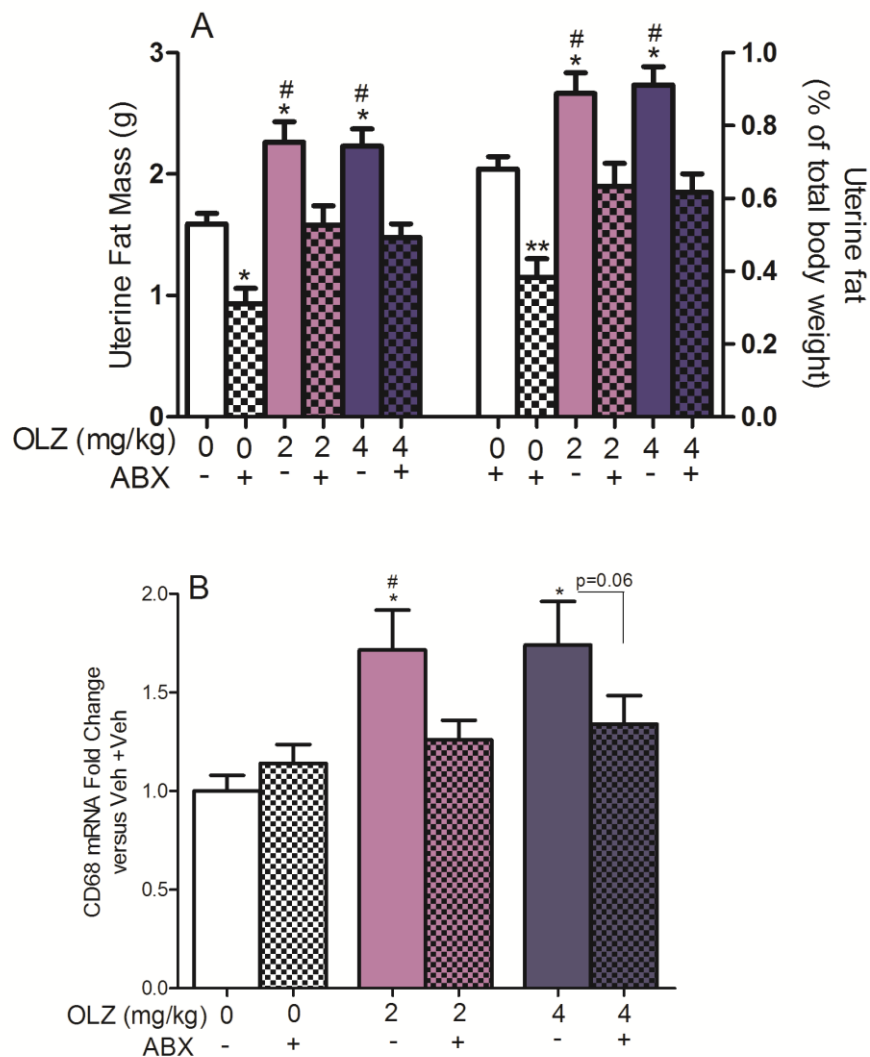 A
Uterine Fat Mass (g)
3
2
1
0
# *
# *
*
# *
# *
**
1.0
0.8
0.6
0.4
0.2
0.0
Uterine fat
(% of total body weight)
OLZ (mg/kg) 0 0 2 2 4 4 0 0 2 2 4 4
ABX - + - + - + + + - + - +
B
CD68 mRNA Fold Change
versus Veh +Veh
2.0
1.5
1.0
0.5
0.0
#
*
*
p=0.06
OLZ (mg/kg) 0 0 2 2 4 4
ABX - + - + - +